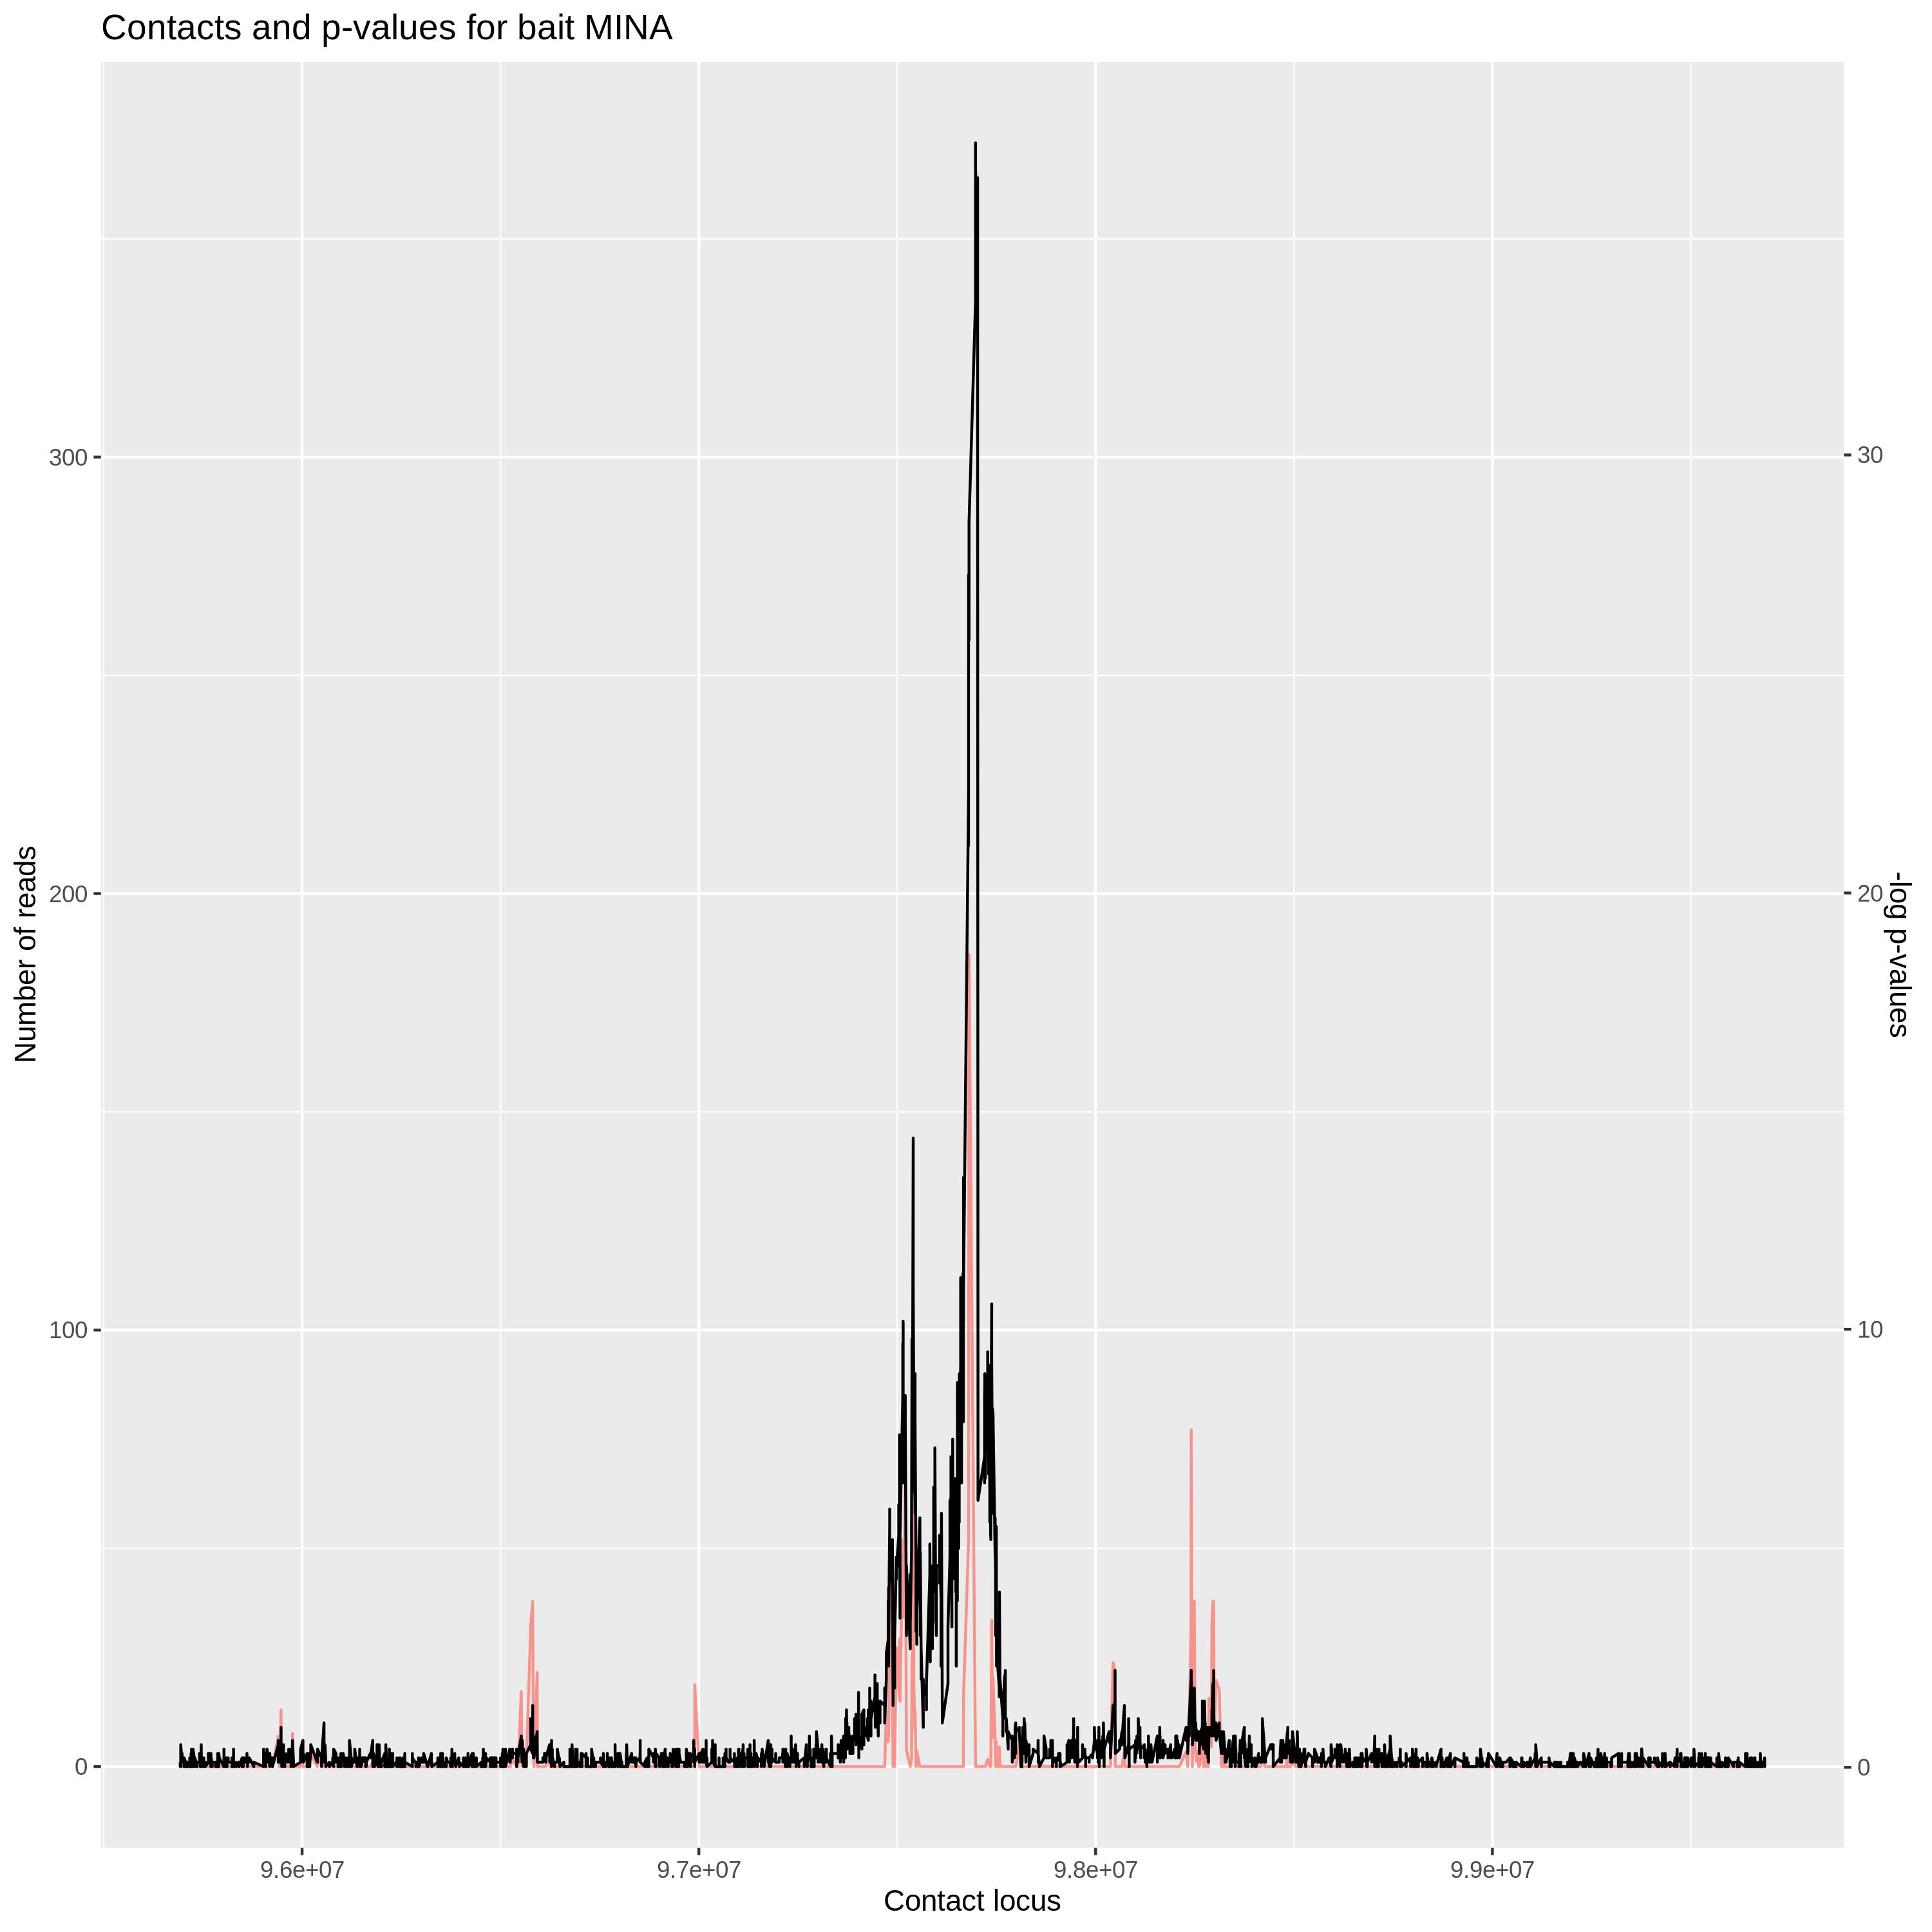 Contacts and p-values for bait MINA
300
200
100
0
Number of reads
30
20
10
0
-log p-values
9.6e+07
9.7e+07
9.8e+07
9.9e+07
Contact locus